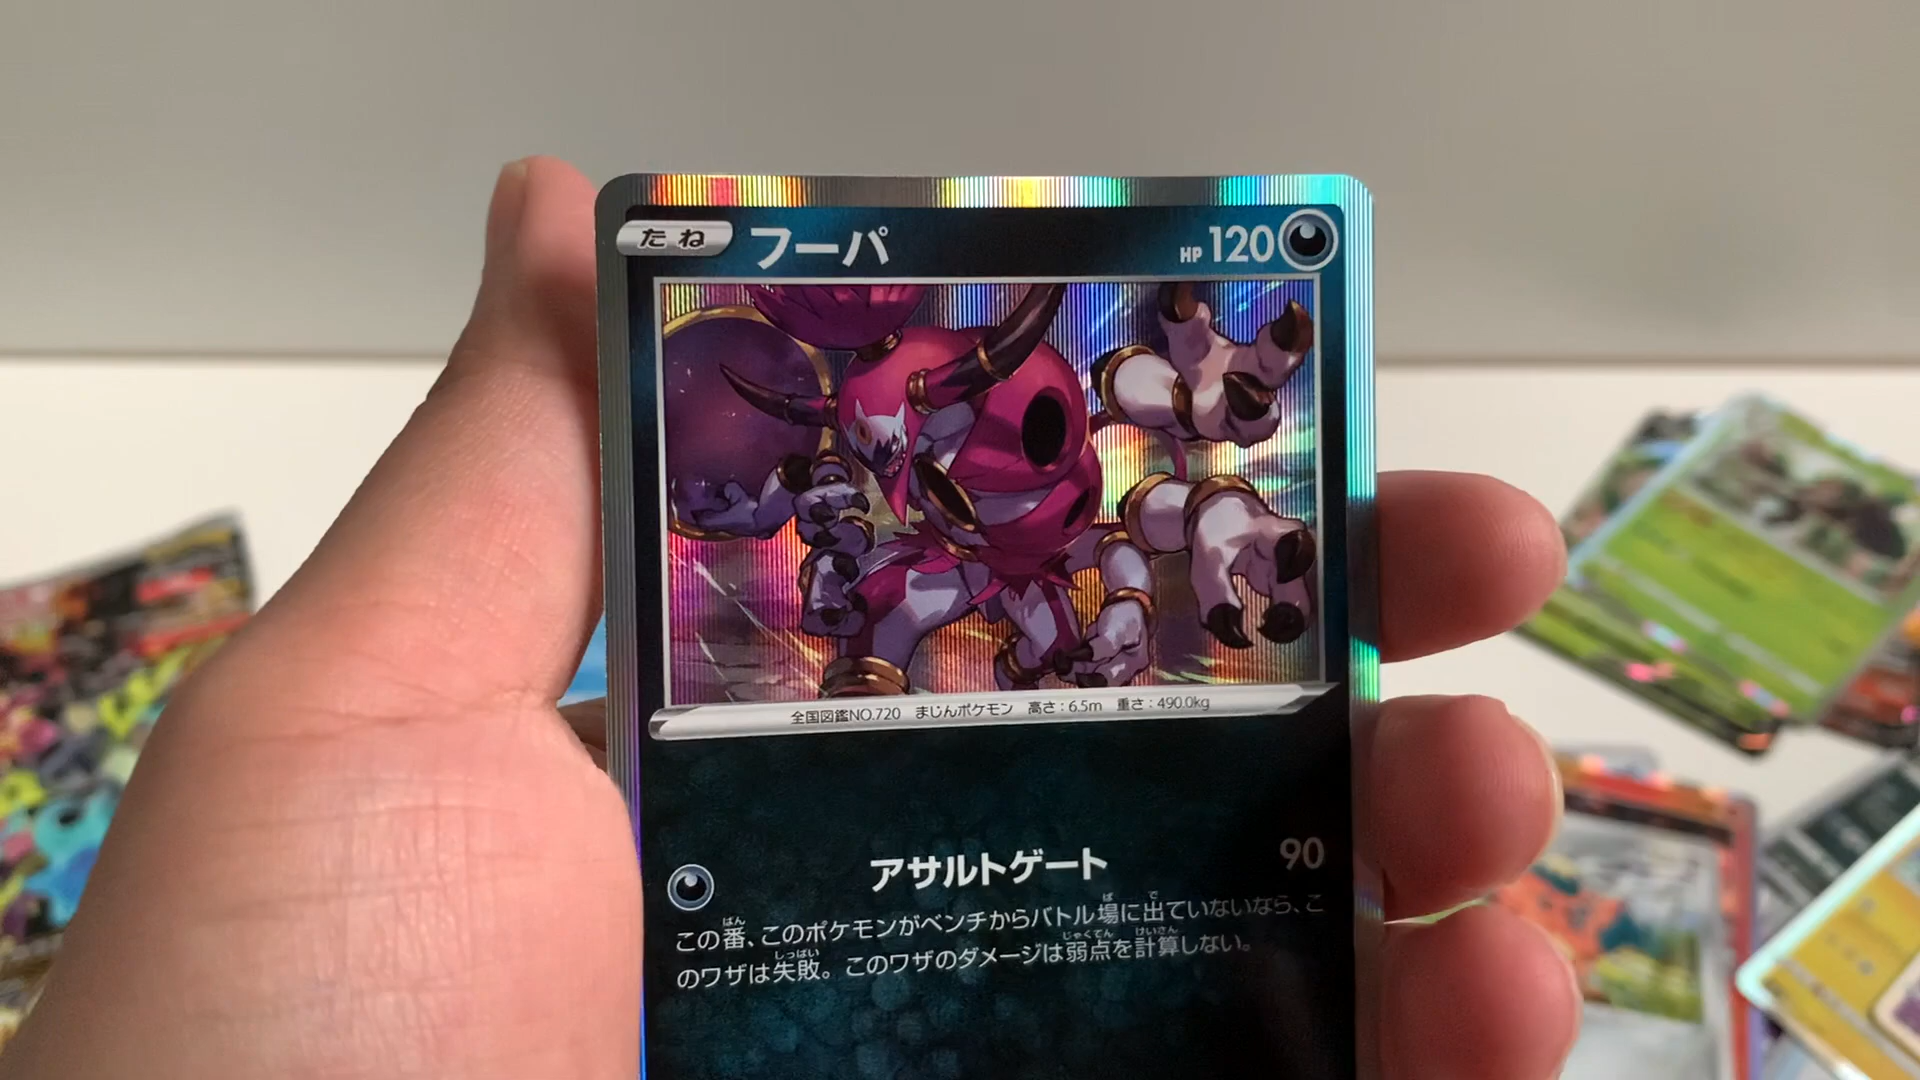 たね フーパ HP 120
全国図鑑NO.720 まじんポケモン 高さ:6.5m 重さ:490.0kg
アサルトゲート 90
この番、このポケモンがベンチからバトル場に出ていないなら、こ
のワザは失敗。このワザのダメージは弱点を計算しない。